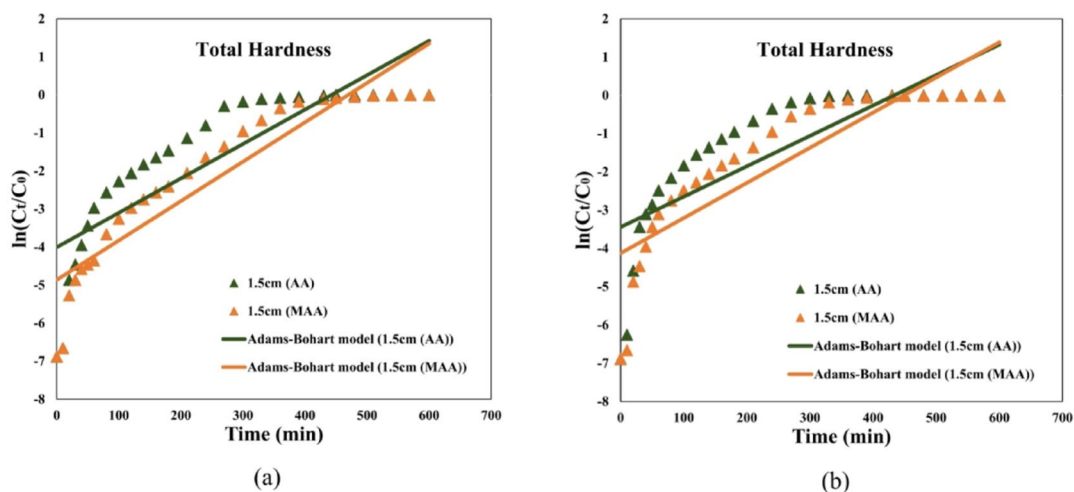 2
1
0
-1
-2
-3
-4
-5
-6
-7
-8
ln(Ct/C0)
Total Hardness
1.5cm (AA)
1.5cm (MAA)
Adams-Bohart model (1.5cm (AA))
Adams-Bohart model (1.5cm (MAA))
0 100 200 300 400 500 600 700
Time (min)
(a)
2
1
0
-1
-2
-3
-4
-5
-6
-7
-8
ln(Ct/C0)
Total Hardness
1.5cm (AA)
1.5cm (MAA)
Adams-Bohart model (1.5cm (AA))
Adams-Bohart model (1.5cm (MAA))
0 100 200 300 400 500 600 700
Time (min)
(b)